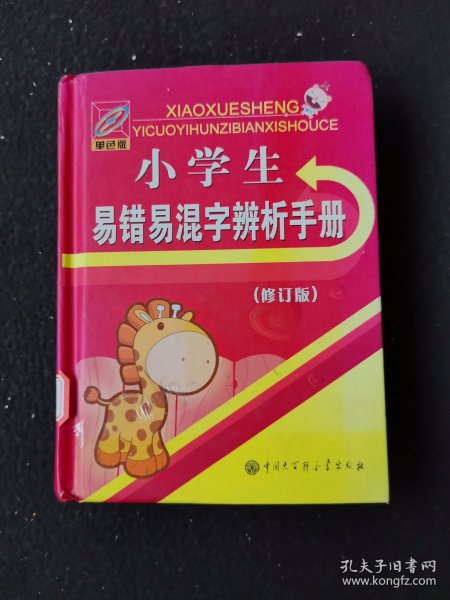 XIAOXUESHENG
YICUOYIHUNZIBIANXISHOUCE
单色版
小学生
易错易混字辨析手册
(修订版)
中国大百科全书出版社
孔夫子旧书网
www.kongfz.com